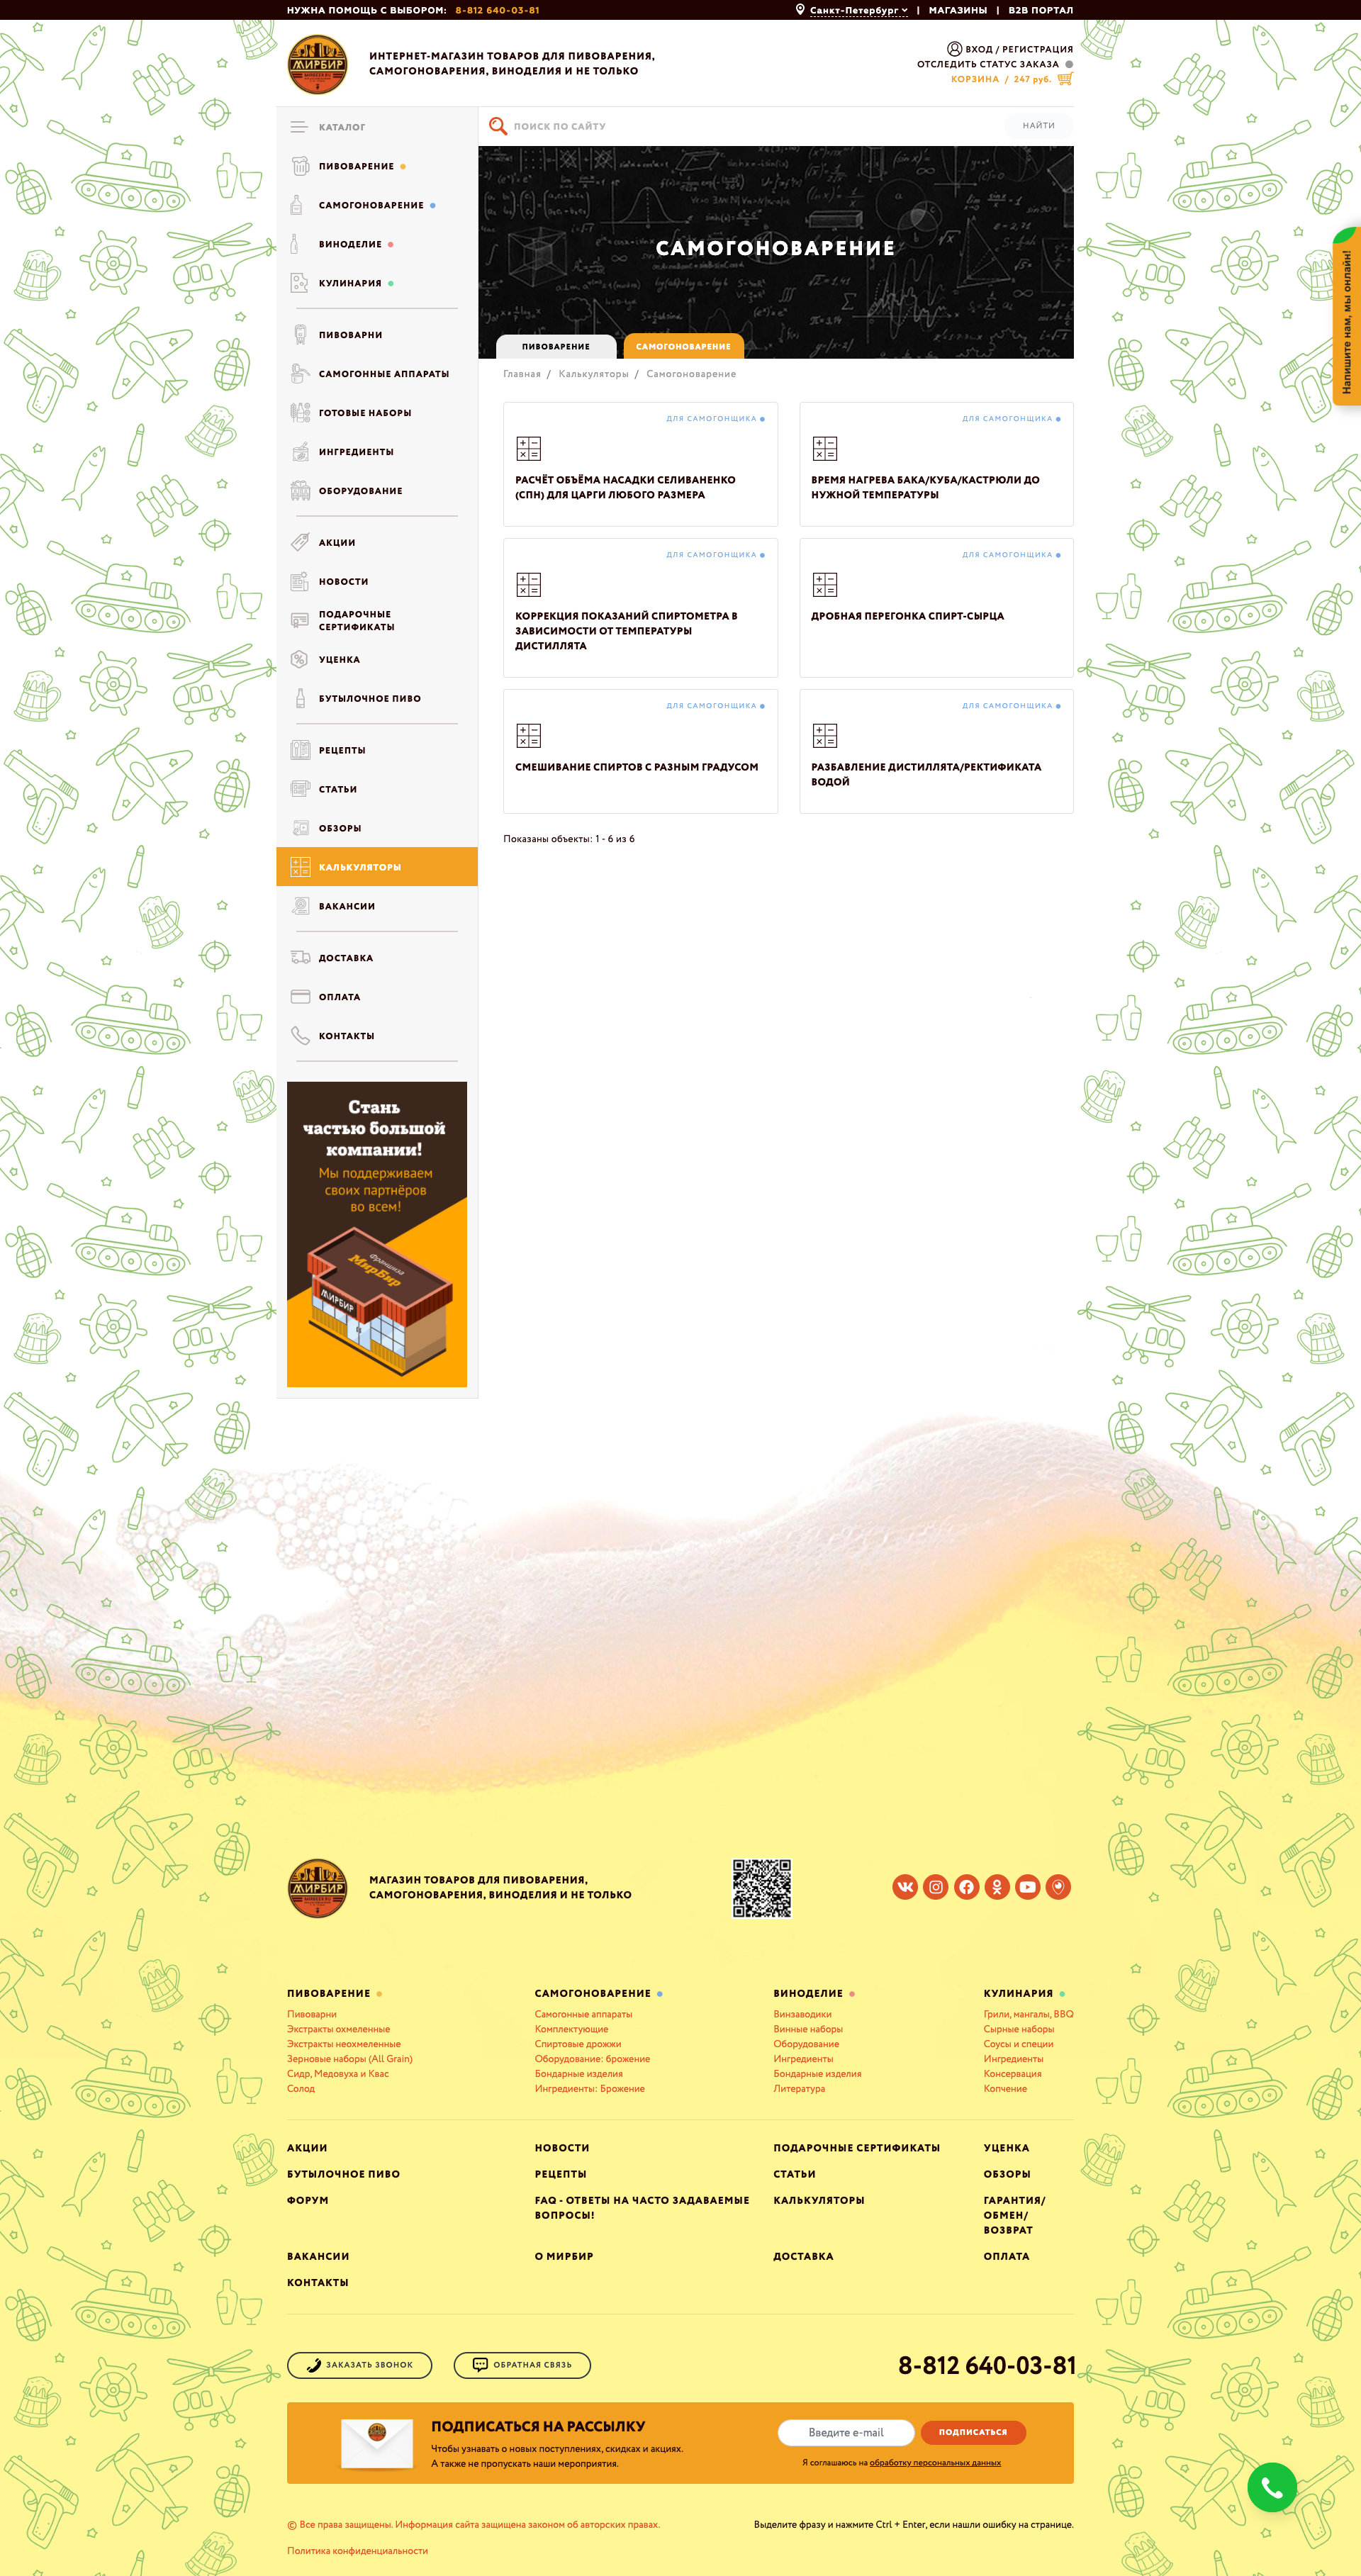 НУЖНА ПОМОЩЬ С ВЫБОРОМ: 8-812 640-03-81
Санкт-Петербург | МАГАЗИНЫ | B2B ПОРТАЛ
МИРБИР
ИНТЕРНЕТ-МАГАЗИН ТОВАРОВ ДЛЯ ПИВОВАРЕНИЯ,
САМОГОНОВАРЕНИЯ, ВИНОДЕЛИЯ И НЕ ТОЛЬКО
ВХОД / РЕГИСТРАЦИЯ
ОТСЛЕДИТЬ СТАТУС ЗАКАЗА
КОРЗИНА / 247 руб.
КАТАЛОГ
ПОИСК ПО САЙТУ
НАЙТИ
ПИВОВАРЕНИЕ
САМОГОНОВАРЕНИЕ
ВИНОДЕЛИЕ
КУЛИНАРИЯ
ПИВОВАРНИ
САМОГОННЫЕ АППАРАТЫ
ГОТОВЫЕ НАБОРЫ
ИНГРЕДИЕНТЫ
ОБОРУДОВАНИЕ
АКЦИИ
НОВОСТИ
ПОДАРОЧНЫЕ
СЕРТИФИКАТЫ
УЦЕНКА
БУТЫЛОЧНОЕ ПИВО
РЕЦЕПТЫ
СТАТЬИ
ОБЗОРЫ
КАЛЬКУЛЯТОРЫ
ВАКАНСИИ
ДОСТАВКА
ОПЛАТА
КОНТАКТЫ
Стань
частью большой
компании!
Мы поддерживаем
своих партнёров
во всем!
Франшиза
МирБир
МИРБИР
САМОГОНОВАРЕНИЕ
ПИВОВАРЕНИЕ
САМОГОНОВАРЕНИЕ
Главная / Калькуляторы / Самогоноварение
ДЛЯ САМОГОНЩИКА
РАСЧЁТ ОБЪЁМА НАСАДКИ СЕЛИВАНЕНКО
(СПН) ДЛЯ ЦАРГИ ЛЮБОГО РАЗМЕРА
ДЛЯ САМОГОНЩИКА
ВРЕМЯ НАГРЕВА БАКА/КУБА/КАСТРЮЛИ ДО
НУЖНОЙ ТЕМПЕРАТУРЫ
ДЛЯ САМОГОНЩИКА
КОРРЕКЦИЯ ПОКАЗАНИЙ СПИРТОМЕТРА В
ЗАВИСИМОСТИ ОТ ТЕМПЕРАТУРЫ
ДИСТИЛЛЯТА
ДЛЯ САМОГОНЩИКА
ДРОБНАЯ ПЕРЕГОНКА СПИРТ-СЫРЦА
ДЛЯ САМОГОНЩИКА
СМЕШИВАНИЕ СПИРТОВ С РАЗНЫМ ГРАДУСОМ
ДЛЯ САМОГОНЩИКА
РАЗБАВЛЕНИЕ ДИСТИЛЛЯТА/РЕКТИФИКАТА
ВОДОЙ
Показаны объекты: 1 - 6 из 6
Напишите нам, мы онлайн!
МИРБИР
МАГАЗИН ТОВАРОВ ДЛЯ ПИВОВАРЕНИЯ,
САМОГОНОВАРЕНИЯ, ВИНОДЕЛИЯ И НЕ ТОЛЬКО
ПИВОВАРЕНИЕ
Пивоварни
Экстракты охмеленные
Экстракты неохмелённые
Зерновые наборы (All Grain)
Сидр, Медовуха и Квас
Солод
САМОГОНОВАРЕНИЕ
Самогонные аппараты
Комплектующие
Спиртовые дрожжи
Оборудование: брожение
Бондарные изделия
Ингредиенты: Брожение
ВИНОДЕЛИЕ
Винзаводики
Винные наборы
Оборудование
Ингредиенты
Бондарные изделия
Литература
КУЛИНАРИЯ
Грили, мангалы, BBQ
Сырные наборы
Соусы и специи
Ингредиенты
Консервация
Копчение
АКЦИИ
НОВОСТИ
ПОДАРОЧНЫЕ СЕРТИФИКАТЫ
УЦЕНКА
БУТЫЛОЧНОЕ ПИВО
РЕЦЕПТЫ
СТАТЬИ
ОБЗОРЫ
ФОРУМ
FAQ - ОТВЕТЫ НА ЧАСТО ЗАДАВАЕМЫЕ
ВОПРОСЫ!
КАЛЬКУЛЯТОРЫ
ГАРАНТИЯ/
ОБМЕН/
ВОЗВРАТ
ВАКАНСИИ
О МИРБИР
ДОСТАВКА
ОПЛАТА
КОНТАКТЫ
ЗАКАЗАТЬ ЗВОНОК
ОБРАТНАЯ СВЯЗЬ
8-812 640-03-81
ПОДПИСАТЬСЯ НА РАССЫЛКУ
Чтобы узнавать о новых поступлениях, скидках и акциях.
А также не пропускать наши мероприятия.
Введите e-mail
ПОДПИСАТЬСЯ
Я соглашаюсь на обработку персональных данных
© Все права защищены. Информация сайта защищена законом об авторских правах.
Выделите фразу и нажмите Ctrl + Enter, если нашли ошибку на странице.
Политика конфиденциальности